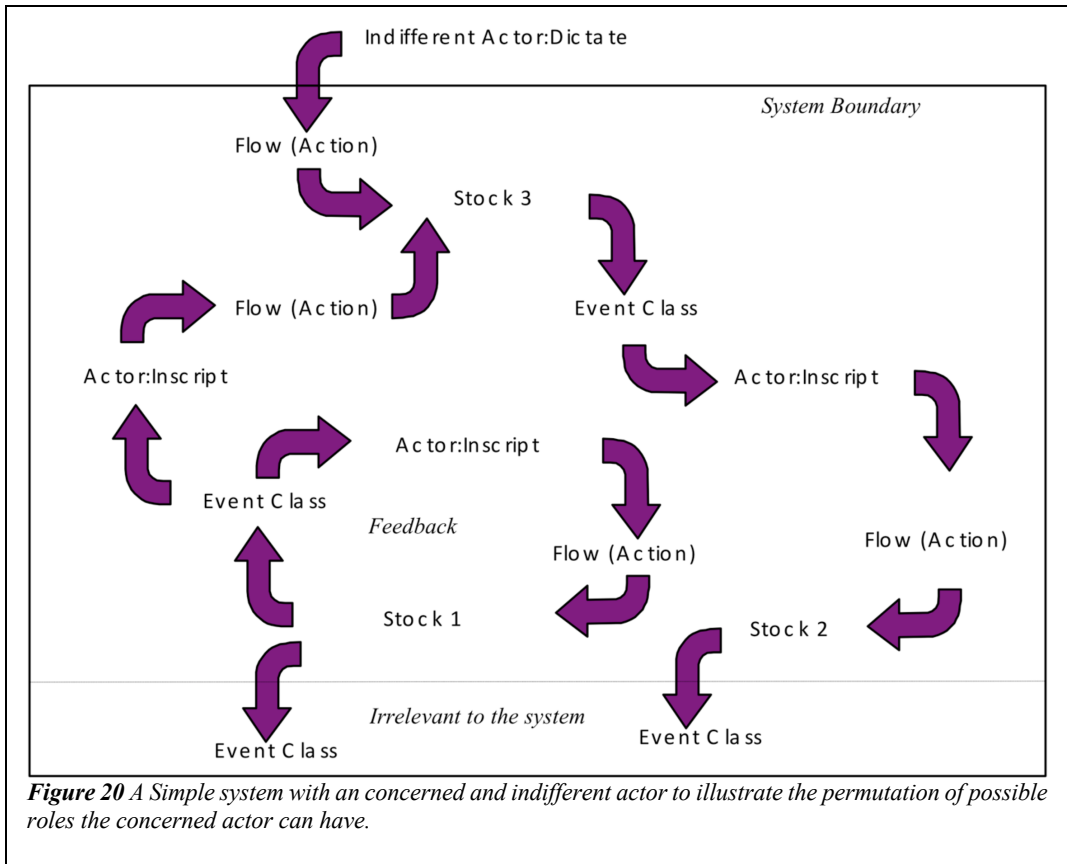 Indifferent Actor:Dictate
System Boundary
Flow (Action)
Stock 3
Flow (Action)
Event Class
Actor:Inscript
Actor:Inscript
Actor:Inscript
Event Class
Feedback
Flow (Action)
Flow (Action)
Stock 1
Stock 2
Irrelevant to the system
Event Class
Event Class
Figure 20 A Simple system with an concerned and indifferent actor to illustrate the permutation of possible
roles the concerned actor can have.